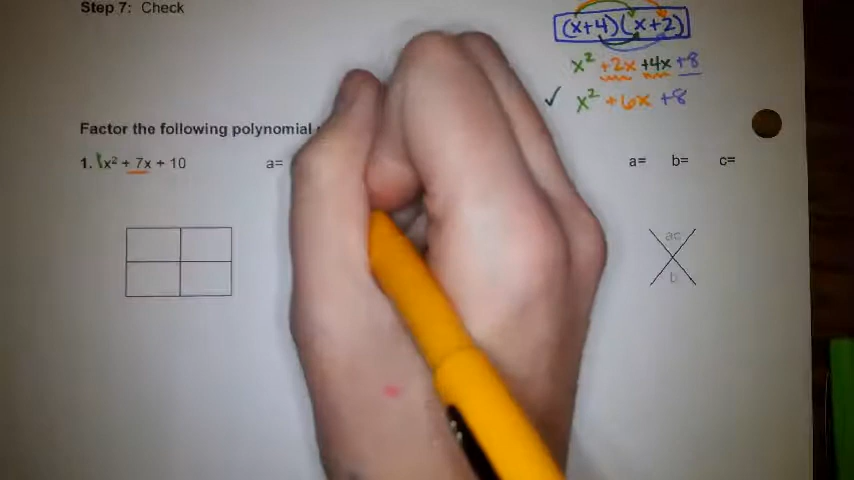 Step 7: Check
(x+4)(x+2)
x² +2x +4x +8
✓ x² +6x +8
Factor the following polynomial
1. 1x² + 7x + 10 a= a= b= c=
ac
b